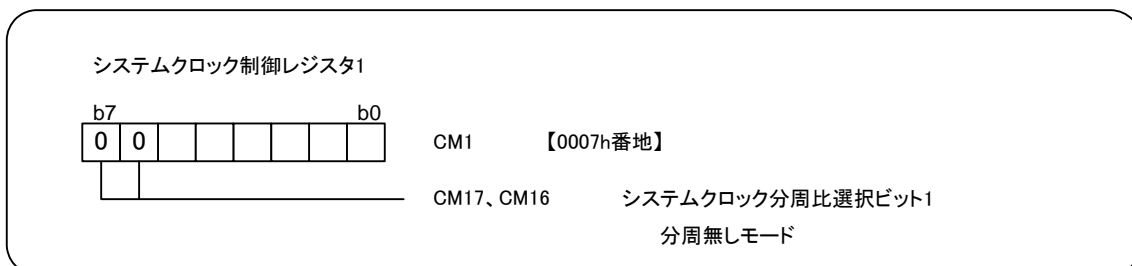 システムクロック制御レジスタ1
b7 b0
0 0 CM1 【0007h番地】
CM17、CM16 システムクロック分周比選択ビット1
分周無しモード